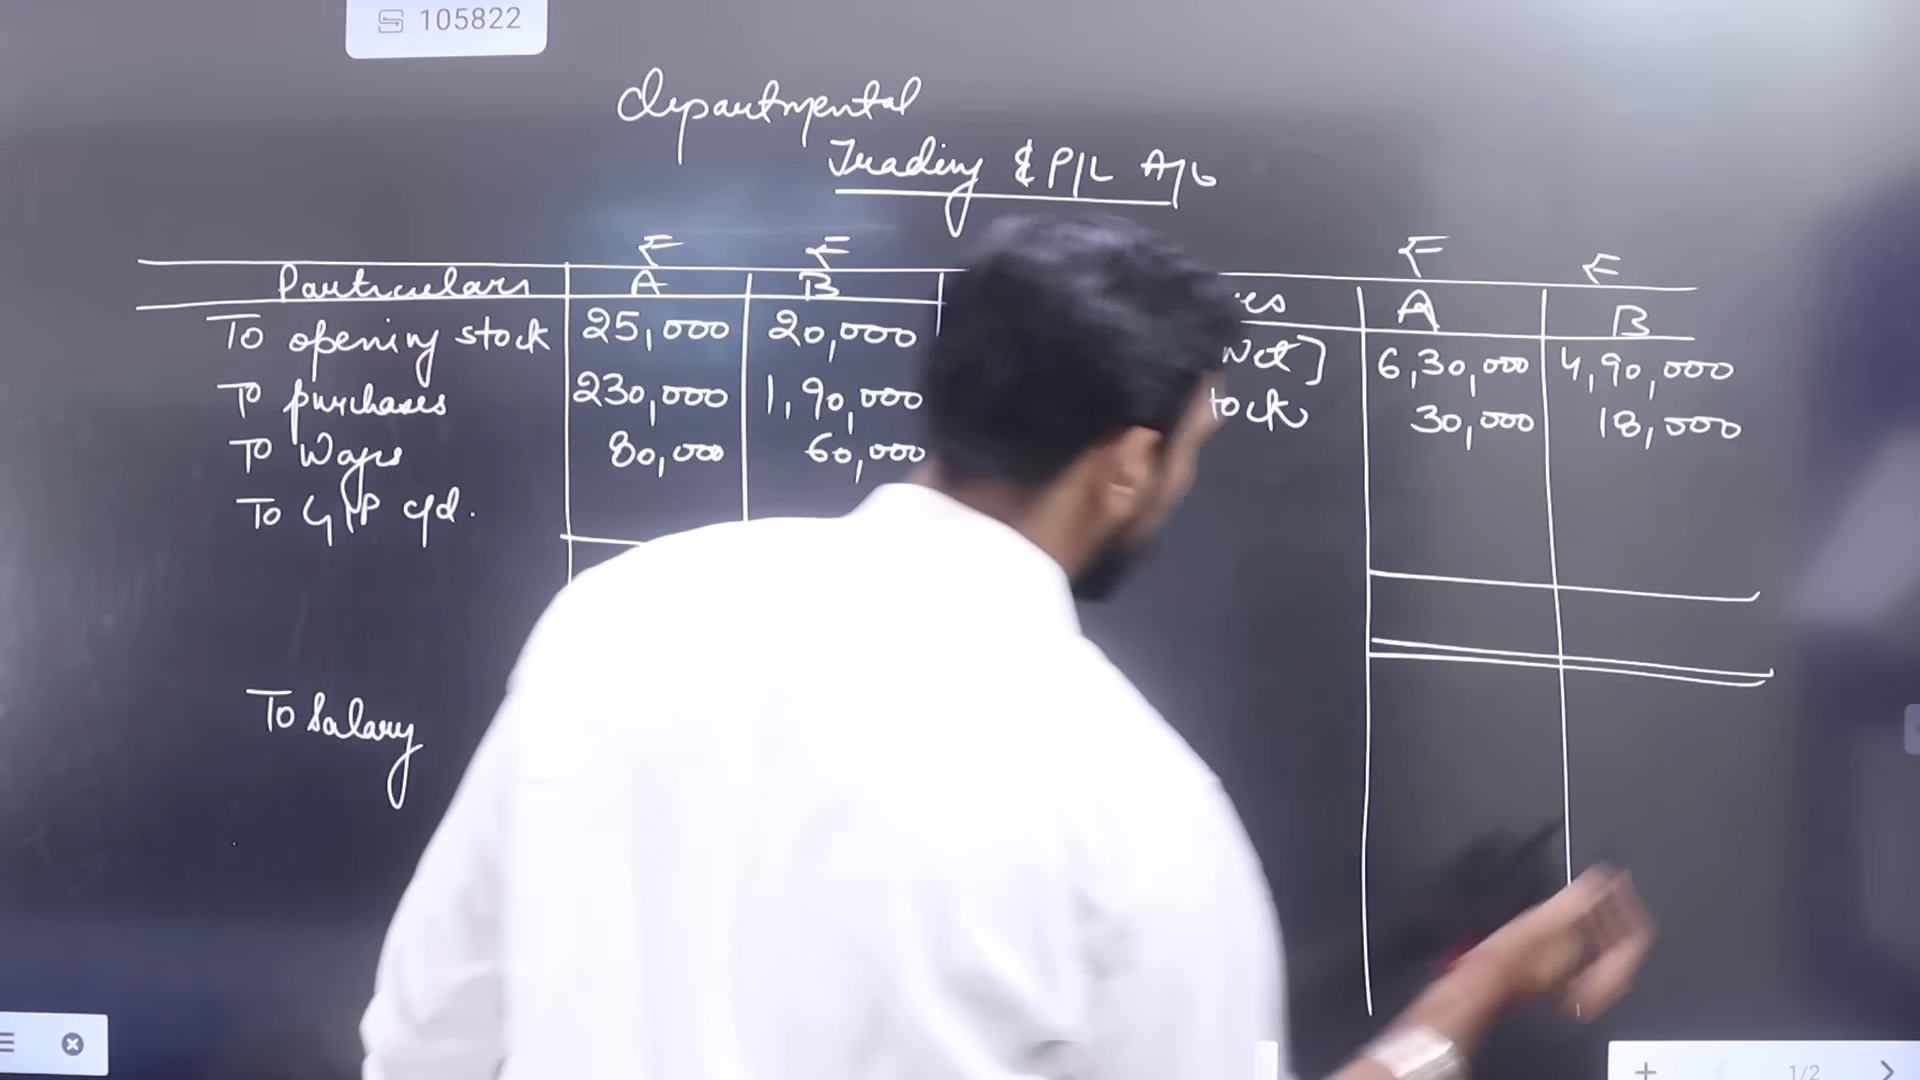 105822
Departmental
Trading & P/L A/c
₹ ₹ ₹ ₹
Particulars A B A B
To opening stock 25,000 20,000 Net] 6,30,000 4,90,000
To purchases 230,000 1,90,000 30,000 18,000
To Wages 80,000 60,000
To G/P c/d.
To Salary
1/2